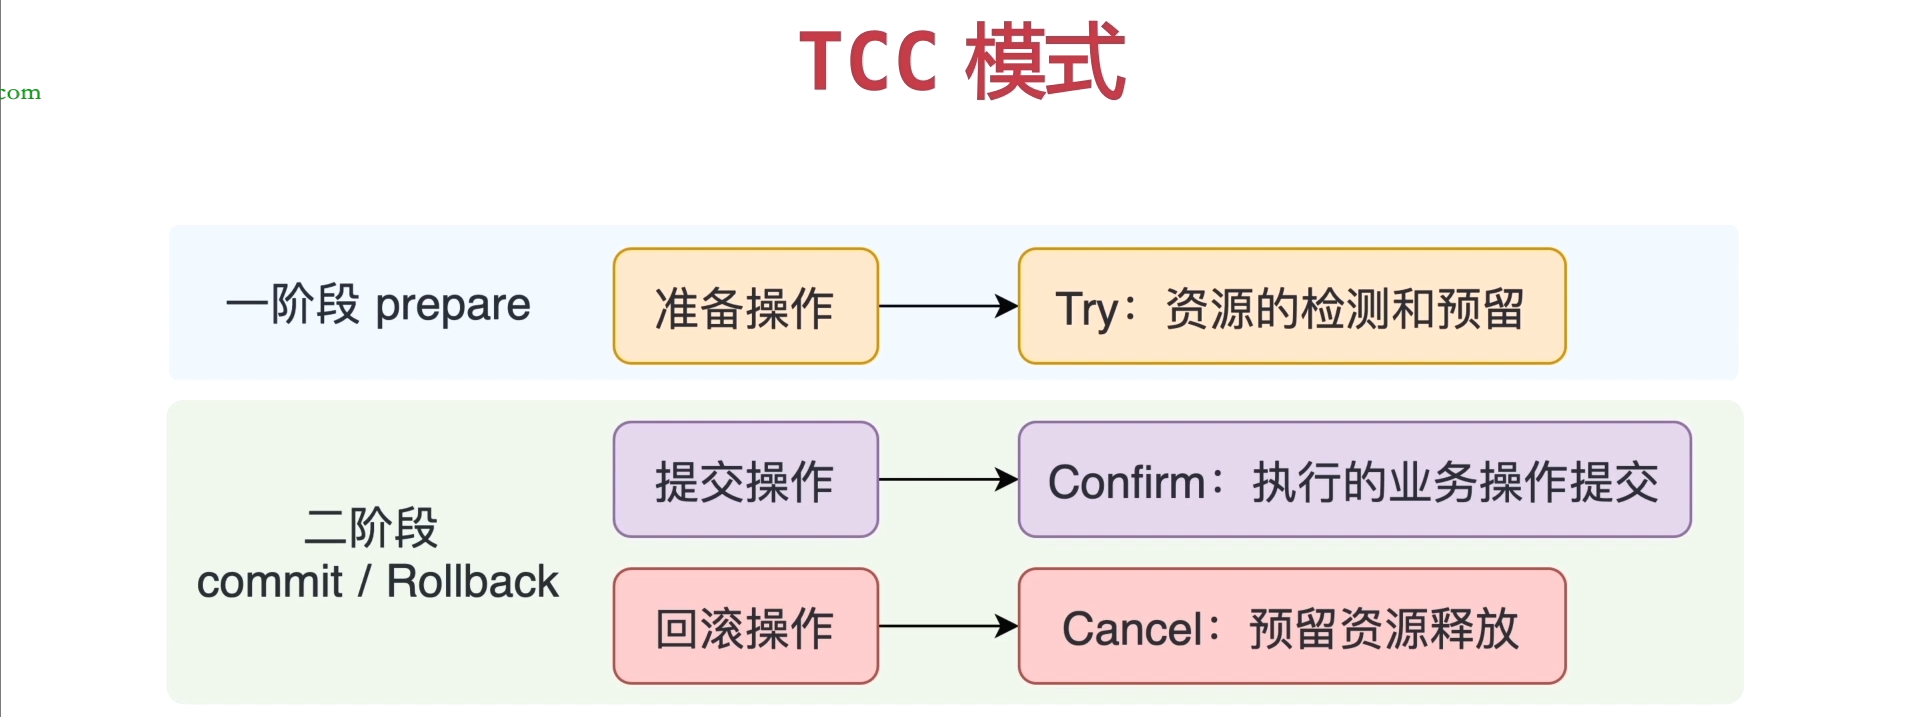 TCC 模式
com
一阶段 prepare
准备操作
Try：资源的检测和预留
二阶段
commit / Rollback
提交操作
Confirm：执行的业务操作提交
回滚操作
Cancel：预留资源释放